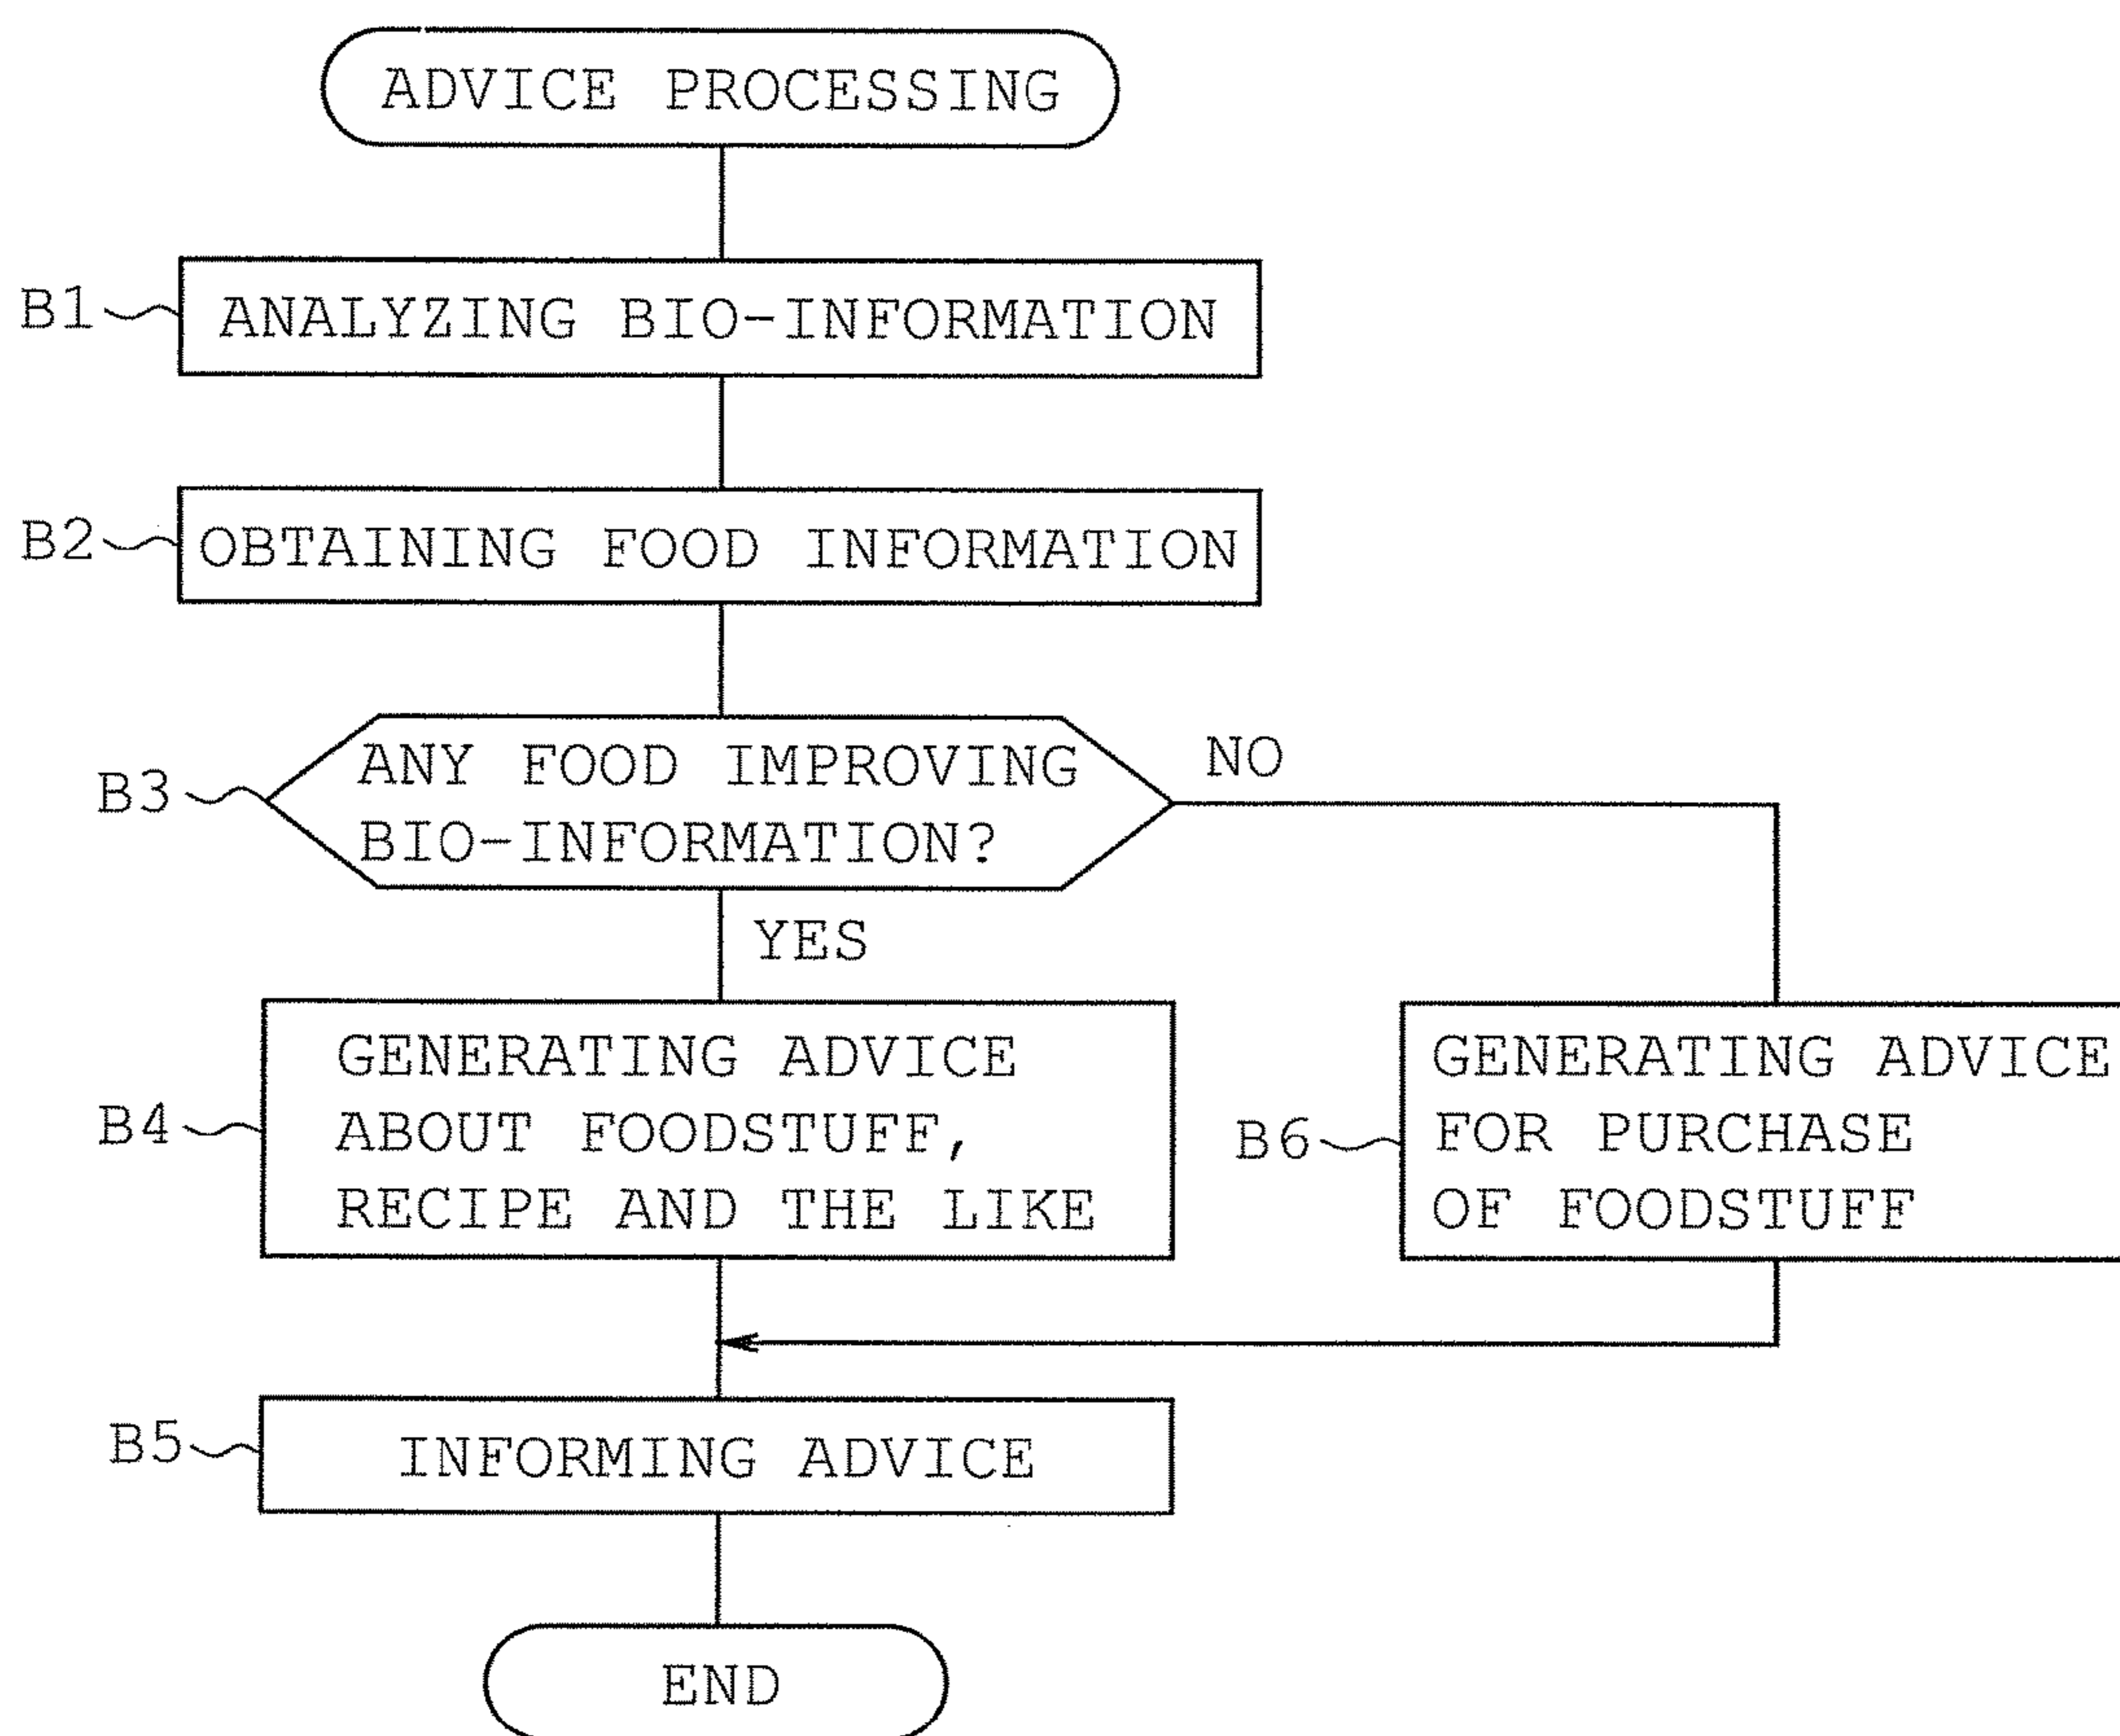 ADVICE PROCESSING
B1
ANALYZING BIO-INFORMATION
B2
OBTAINING FOOD INFORMATION
B3
ANY FOOD IMPROVING
BIO-INFORMATION?
NO
YES
B4
GENERATING ADVICE
ABOUT FOODSTUFF,
RECIPE AND THE LIKE
B6
GENERATING ADVICE
FOR PURCHASE
OF FOODSTUFF
B5
INFORMING ADVICE
END